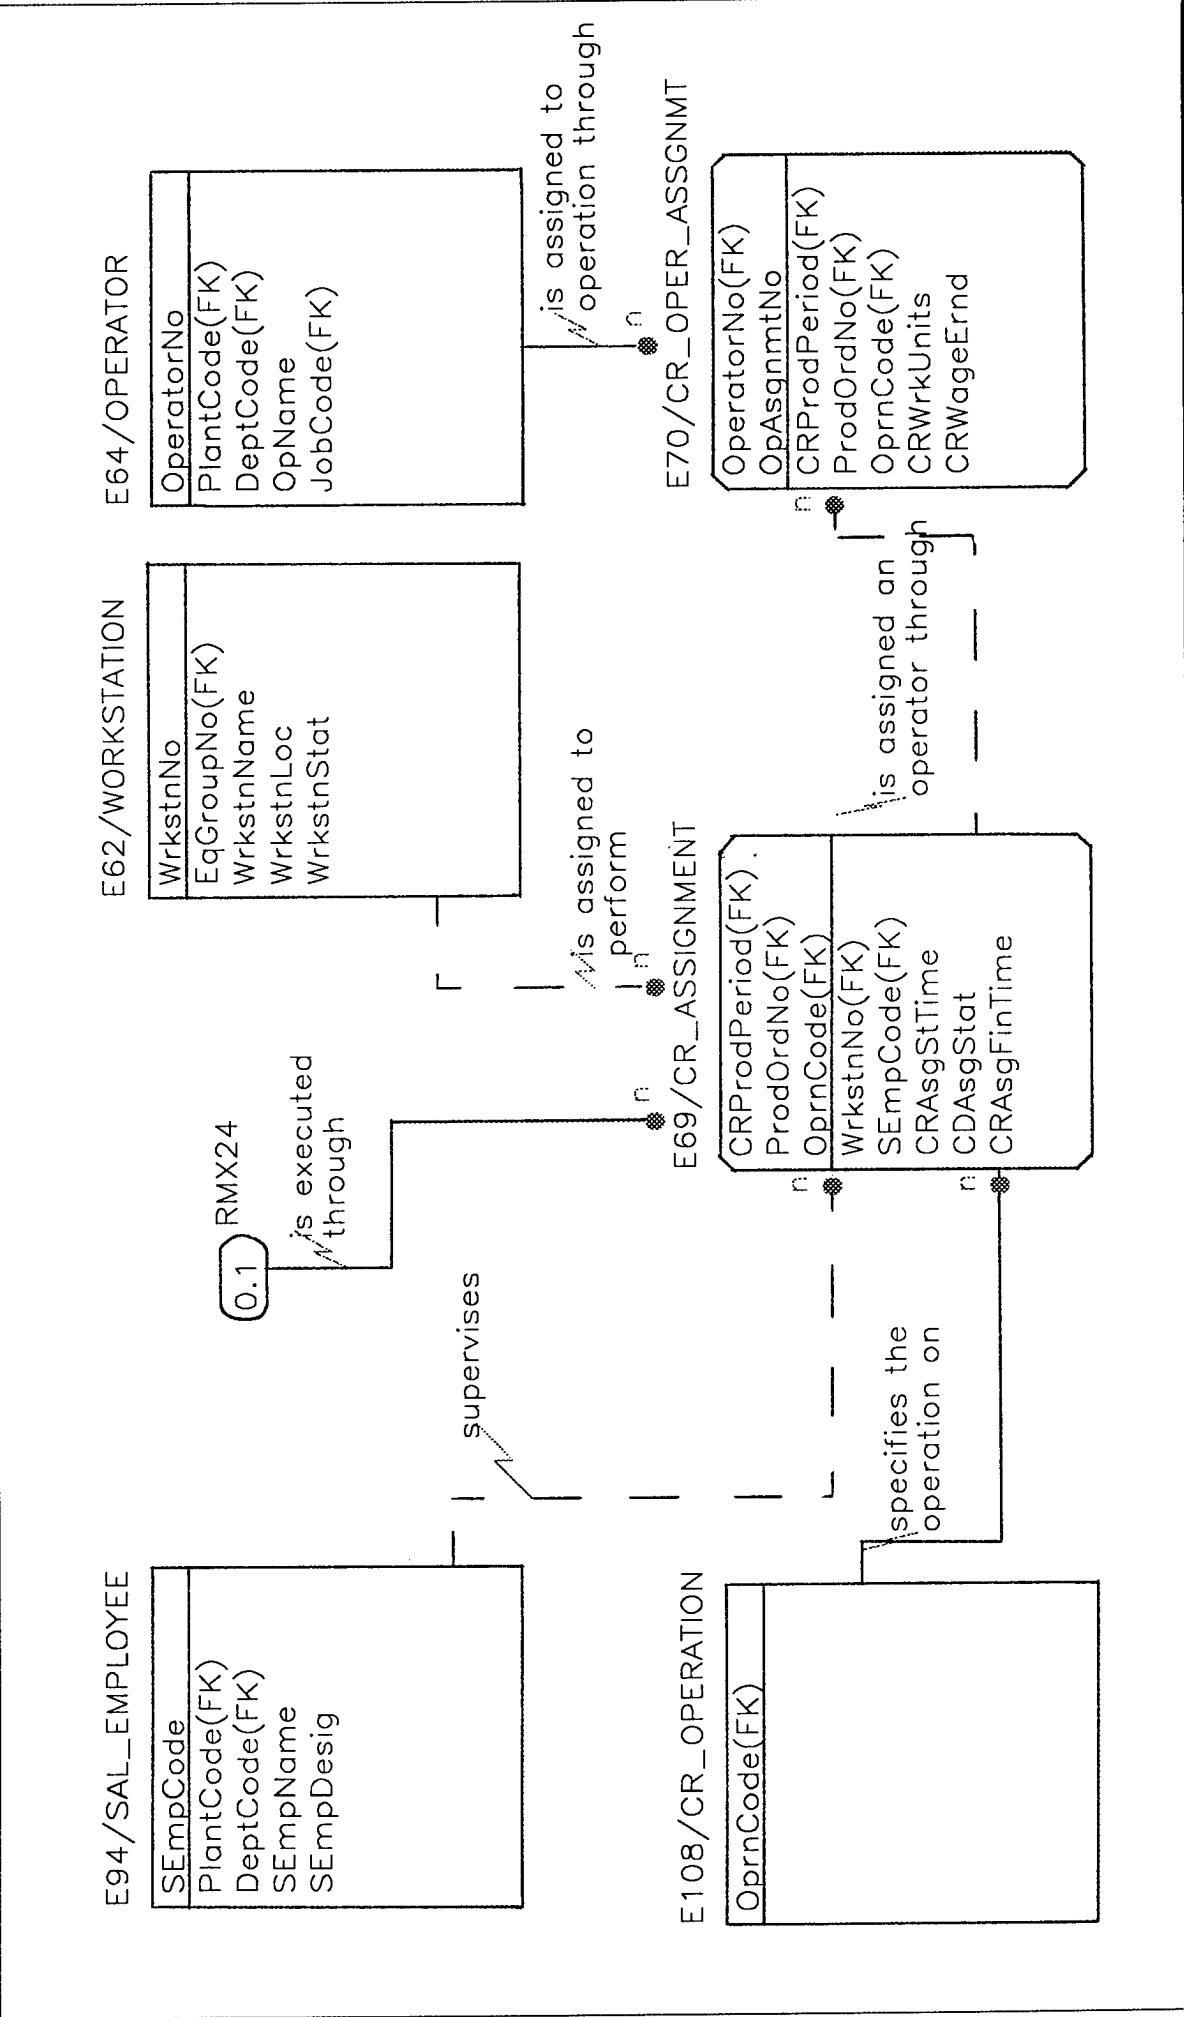 E94/SAL_EMPLOYEE
SEmpCode
PlantCode(FK)
DeptCode(FK)
SEmpName
SEmpDesig
supervises
0.1
RMX24
is executed
through
n
E62/WORKSTATION
WrkstnNo
EqGroupNo(FK)
WrkstnName
WrkstnLoc
WrkstnStat
is assigned to
perform
n
E64/OPERATOR
OperatorNo
PlantCode(FK)
DeptCode(FK)
OpName
JobCode(FK)
is assigned to
operation through
n
E108/CR_OPERATION
OprnCode(FK)
specifies the
operation on
n
n
E69/CR_ASSIGNMENT
CRProdPeriod(FK).
ProdOrdNo(FK)
OprnCode(FK)
WrkstnNo(FK)
SEmpCode(FK)
CRAsgStTime
CDAsgStat
CRAsgFinTime
is assigned an
operator through
n
E70/CR_OPER_ASSGNMT
OperatorNo(FK)
OpAsgnmtNo
CRProdPeriod(FK)
ProdOrdNo(FK)
OprnCode(FK)
CRWrkUnits
CRWageErnd